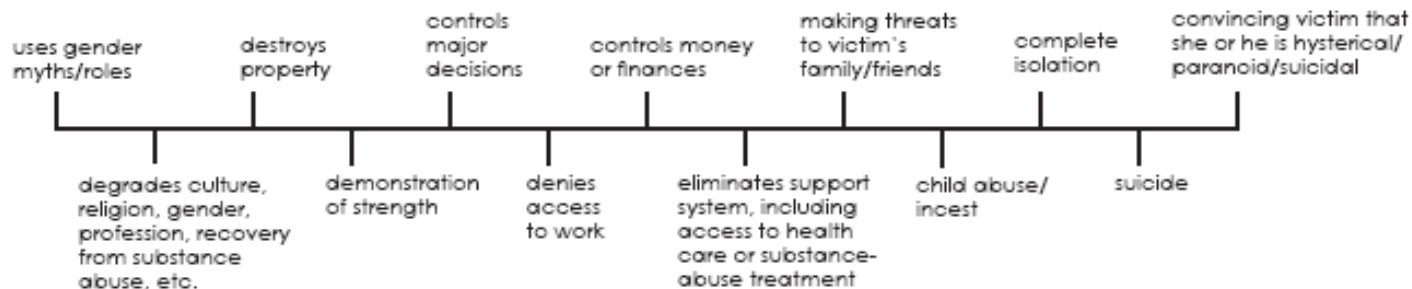 uses gender
myths/roles
destroys
property
controls
major
decisions
controls money
or finances
making threats
to victim's
family/friends
complete
isolation
convincing victim that
she or he is hysterical/
paranoid/suicidal
degrades culture,
religion, gender,
profession, recovery
from substance
abuse, etc.
demonstration
of strength
denies
access
to work
eliminates support
system, including
access to health
care or substance-
abuse treatment
child abuse/
incest
suicide